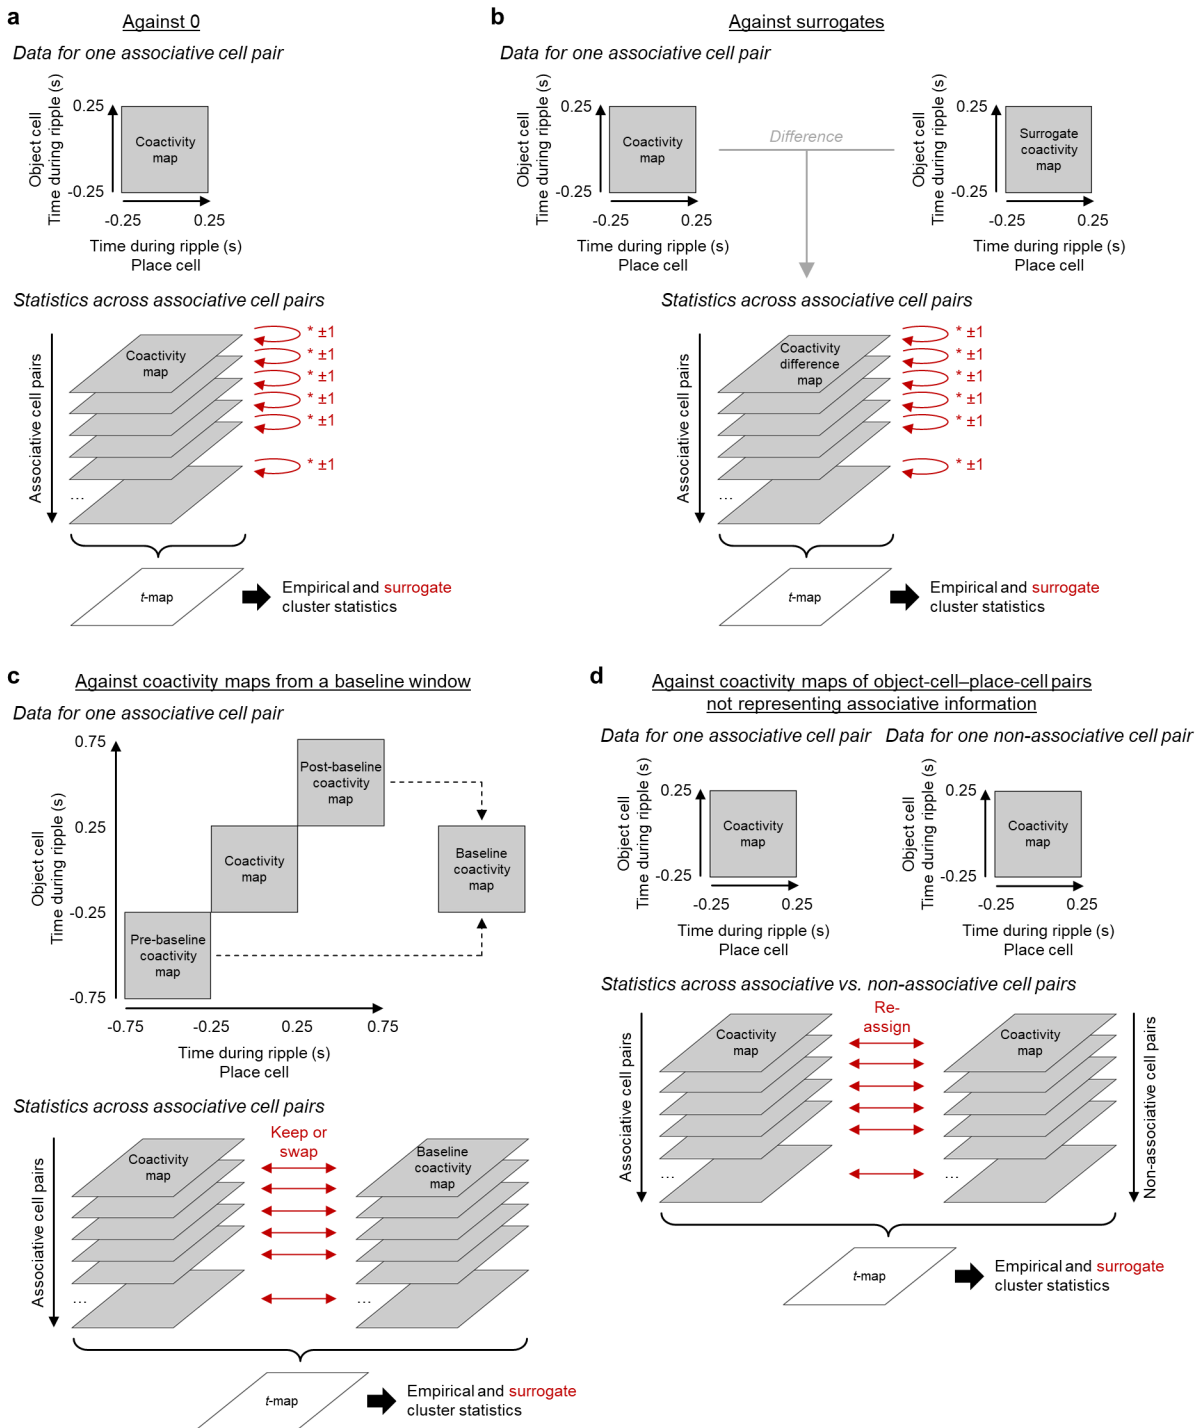 a
Against 0
Data for one associative cell pair
Object cell
Time during ripple (s)
0.25
-0.25
Coactivity
map
-0.25 0.25
Time during ripple (s)
Place cell
Statistics across associative cell pairs
Associative cell pairs
Coactivity
map
* ±1
* ±1
* ±1
* ±1
* ±1
* ±1
...
t-map
Empirical and surrogate
cluster statistics
b
Against surrogates
Data for one associative cell pair
Object cell
Time during ripple (s)
0.25
-0.25
Coactivity
map
-0.25 0.25
Time during ripple (s)
Place cell
Difference
Object cell
Time during ripple (s)
0.25
-0.25
Surrogate
coactivity
map
-0.25 0.25
Time during ripple (s)
Place cell
Statistics across associative cell pairs
Associative cell pairs
Coactivity
difference
map
* ±1
* ±1
* ±1
* ±1
* ±1
* ±1
...
t-map
Empirical and surrogate
cluster statistics
c
Against coactivity maps from a baseline window
Data for one associative cell pair
Object cell
Time during ripple (s)
0.75
0.25
-0.25
-0.75
Post-baseline
coactivity
map
Coactivity
map
Pre-baseline
coactivity
map
Baseline
coactivity
map
-0.75 -0.25 0.25 0.75
Time during ripple (s)
Place cell
Statistics across associative cell pairs
Associative cell pairs
Coactivity
map
Keep or
swap
Baseline
coactivity
map
...
...
t-map
Empirical and surrogate
cluster statistics
d
Against coactivity maps of object-cell–place-cell pairs
not representing associative information
Data for one associative cell pair
Object cell
Time during ripple (s)
0.25
-0.25
Coactivity
map
-0.25 0.25
Time during ripple (s)
Place cell
Data for one non-associative cell pair
Object cell
Time during ripple (s)
0.25
-0.25
Coactivity
map
-0.25 0.25
Time during ripple (s)
Place cell
Statistics across associative vs. non-associative cell pairs
Associative cell pairs
Coactivity
map
Re-
assign
Coactivity
map
Non-associative cell pairs
...
...
t-map
Empirical and surrogate
cluster statistics